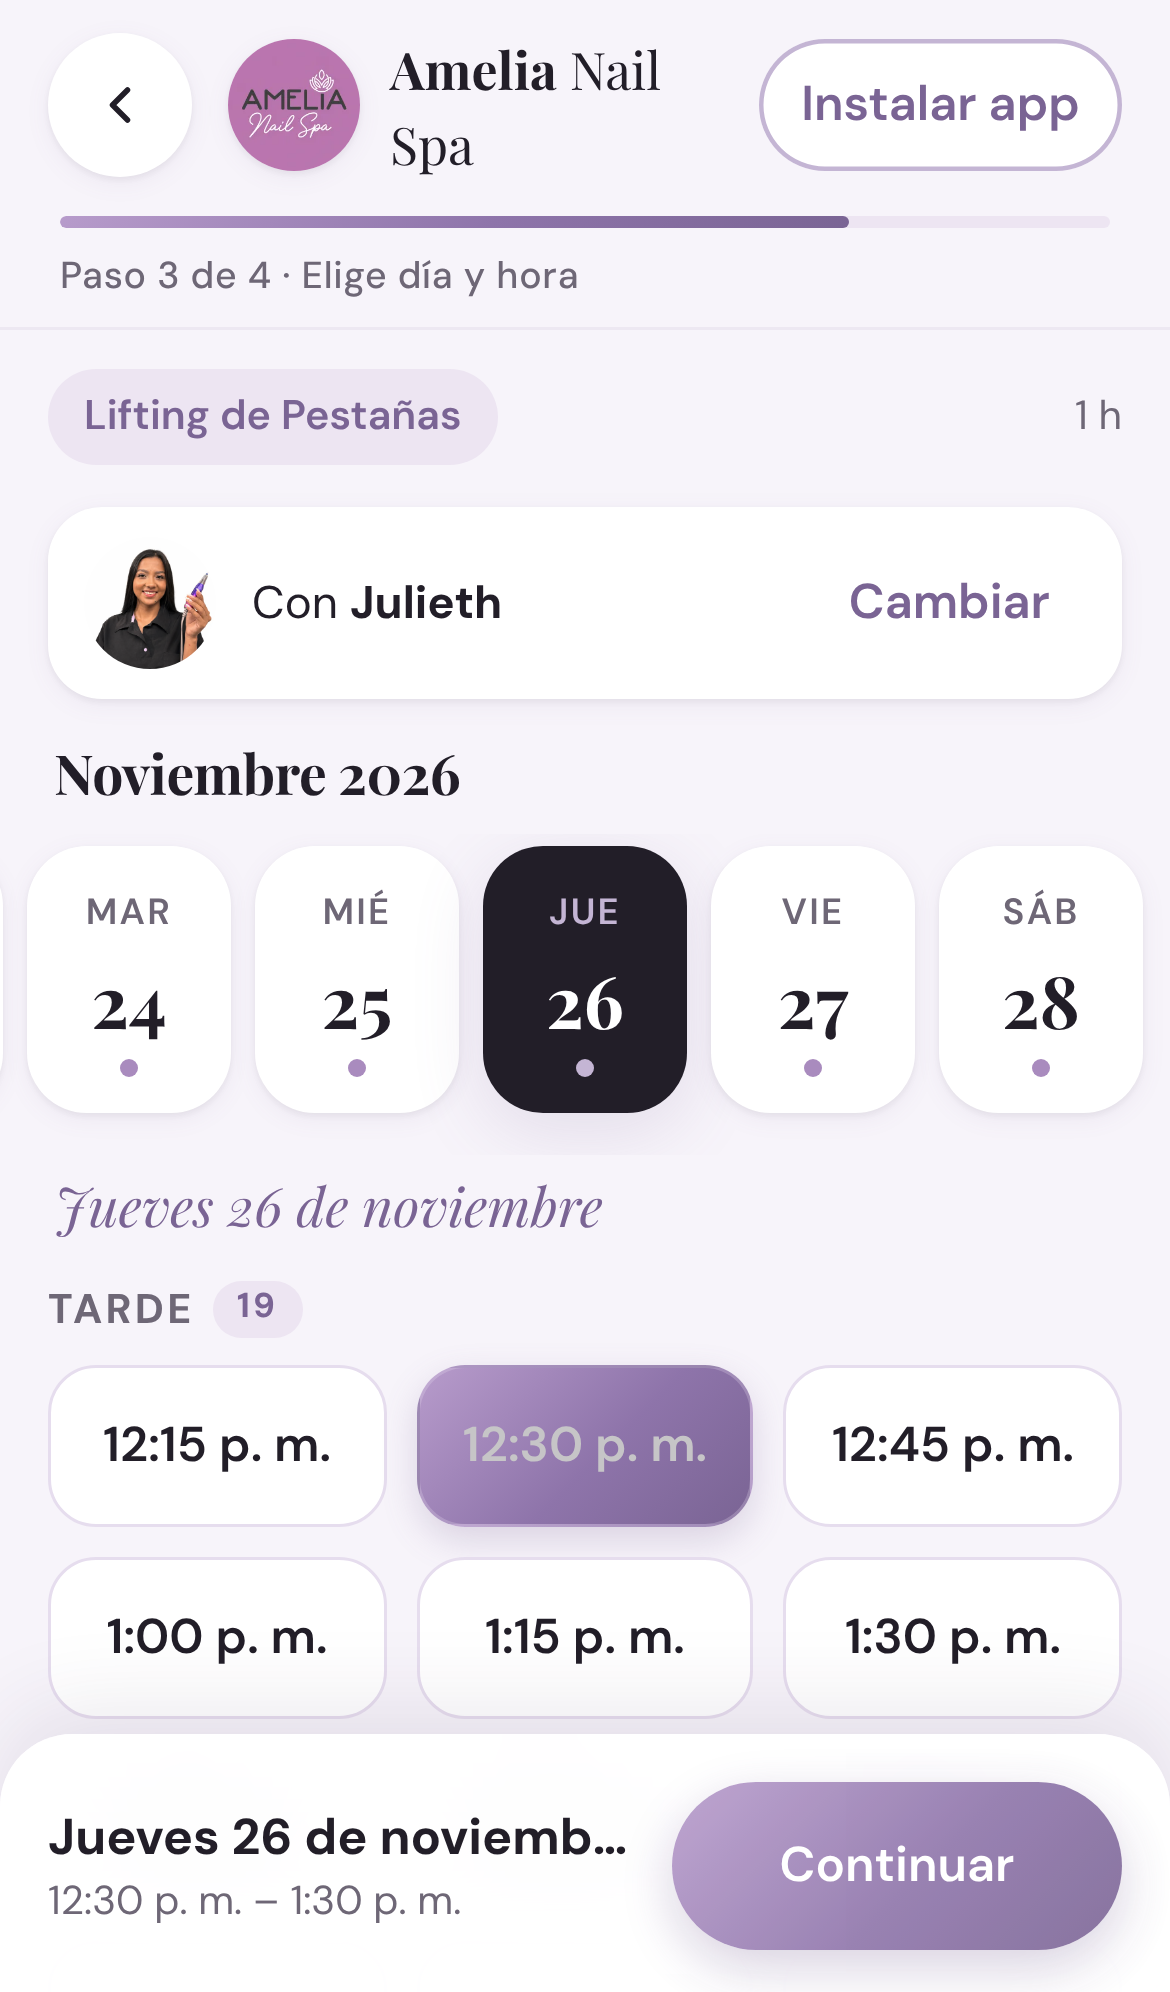 AMELIA
Nail Spa
Amelia Nail
Spa
Instalar app
Paso 3 de 4 · Elige día y hora
Lifting de Pestañas
1 h
Con Julieth
Cambiar
Noviembre 2026
MAR
24
MIÉ
25
JUE
26
VIE
27
SÁB
28
Jueves 26 de noviembre
TARDE 19
12:15 p. m.
12:30 p. m.
12:45 p. m.
1:00 p. m.
1:15 p. m.
1:30 p. m.
Jueves 26 de noviemb...
12:30 p. m. – 1:30 p. m.
Continuar